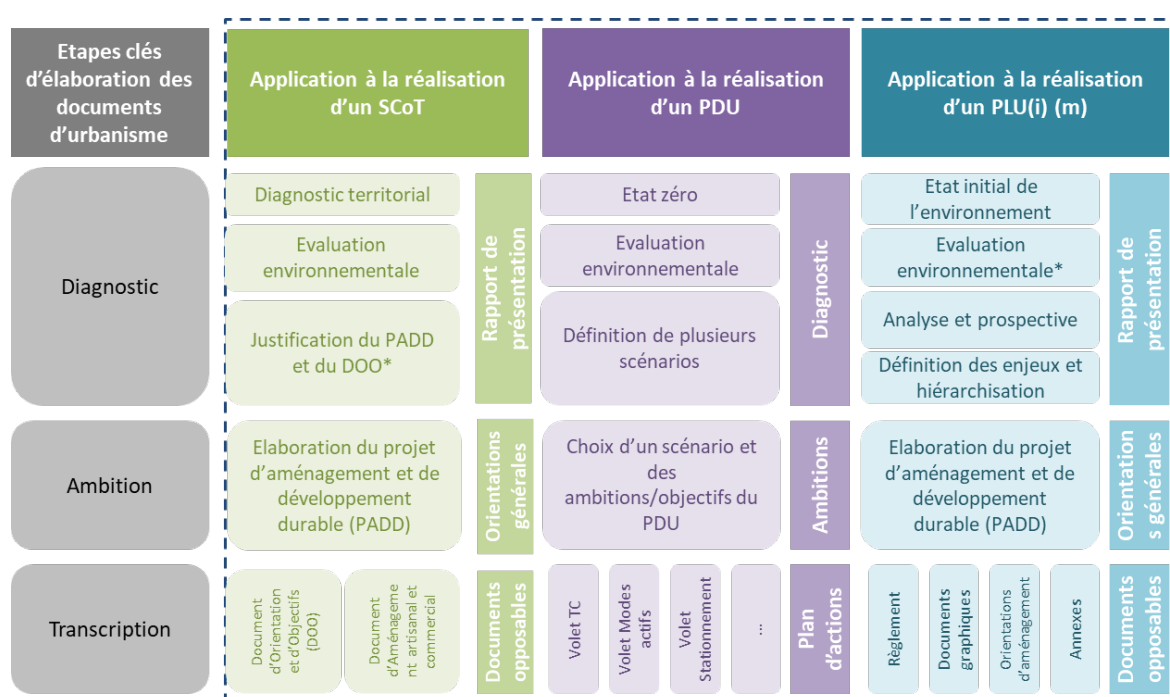 Etapes clés
d'élaboration des
documents
d'urbanisme
Application à la réalisation
d'un SCoT
Application à la réalisation
d'un PDU
Application à la réalisation
d'un PLU(i) (m)
Diagnostic
Diagnostic territorial
Evaluation
environnementale
Justification du PADD
et du DOO*
Rapport de
présentation
Etat zéro
Evaluation
environnementale
Définition de plusieurs
scénarios
Diagnostic
Etat initial de
l'environnement
Evaluation
environnementale*
Analyse et prospective
Définition des enjeux et
hiérarchisation
Rapport de
présentation
Ambition
Elaboration du projet
d'aménagement et de
développement
durable (PADD)
Orientations
générales
Choix d'un scénario et
des
ambitions/objectifs du
PDU
Ambitions
Elaboration du projet
d'aménagement et de
développement
durable (PADD)
Orientation
s générales
Transcription
Document
d'Orientation
et d'Objectifs
(DOO)
Document
d'Aménageme
nt artisanal et
commercial
Documents
opposables
Volet TC
Volet Modes
actifs
Volet
Stationnement
...
Plan
d'actions
Règlement
Documents
graphiques
Orientations
d'aménagement
Annexes
Documents
opposables